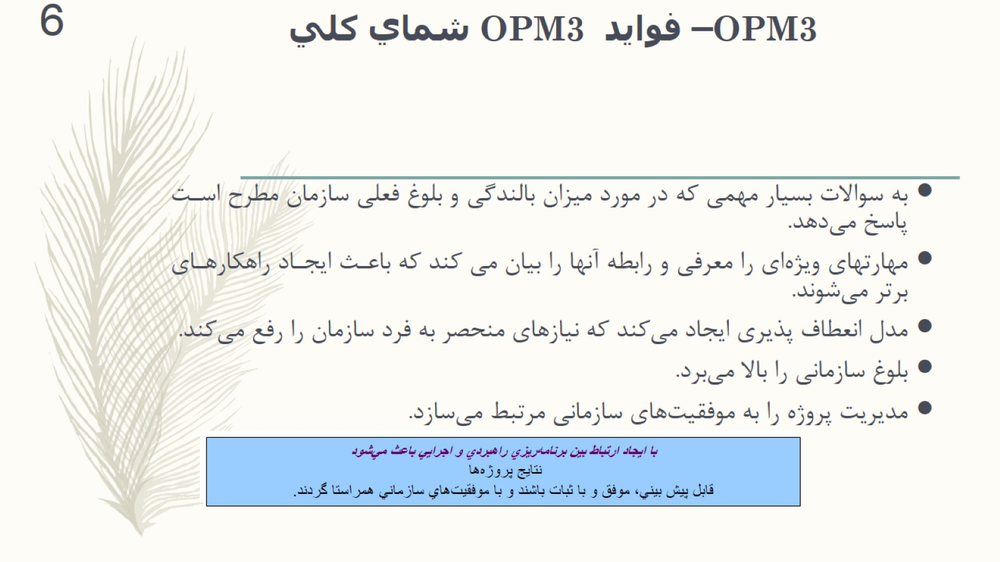 6
شماي کلي OPM3 فوايد –OPM3
● به سوالات بسیار مهمی که در مورد میزان بالندگی و بلوغ فعلی سازمان مطرح اسـت
پاسخ می‌دهد.
● مهارتهای ویژه‌ای را معرفی و رابطه آنها را بیان می کند که باعـث ایجـاد راهکارهـای
برتر می‌شوند.
● مدل انعطاف پذیری ایجاد می‌کند که نیازهای منحصر به فرد سازمان را رفع می‌کند.
● بلوغ سازمانی را بالا می‌برد.
● مدیریت پروژه را به موفقیت‌های سازمانی مرتبط می‌سازد.
با ايجاد ارتباط بين برنامه‌ريزي راهبردي و اجرايي باعث مي‌شود
نتايج پروژه‌ها
قابل پيش بيني، موفق و با ثبات باشند و با موفقيت‌هاي سازماني همراستا گردند.